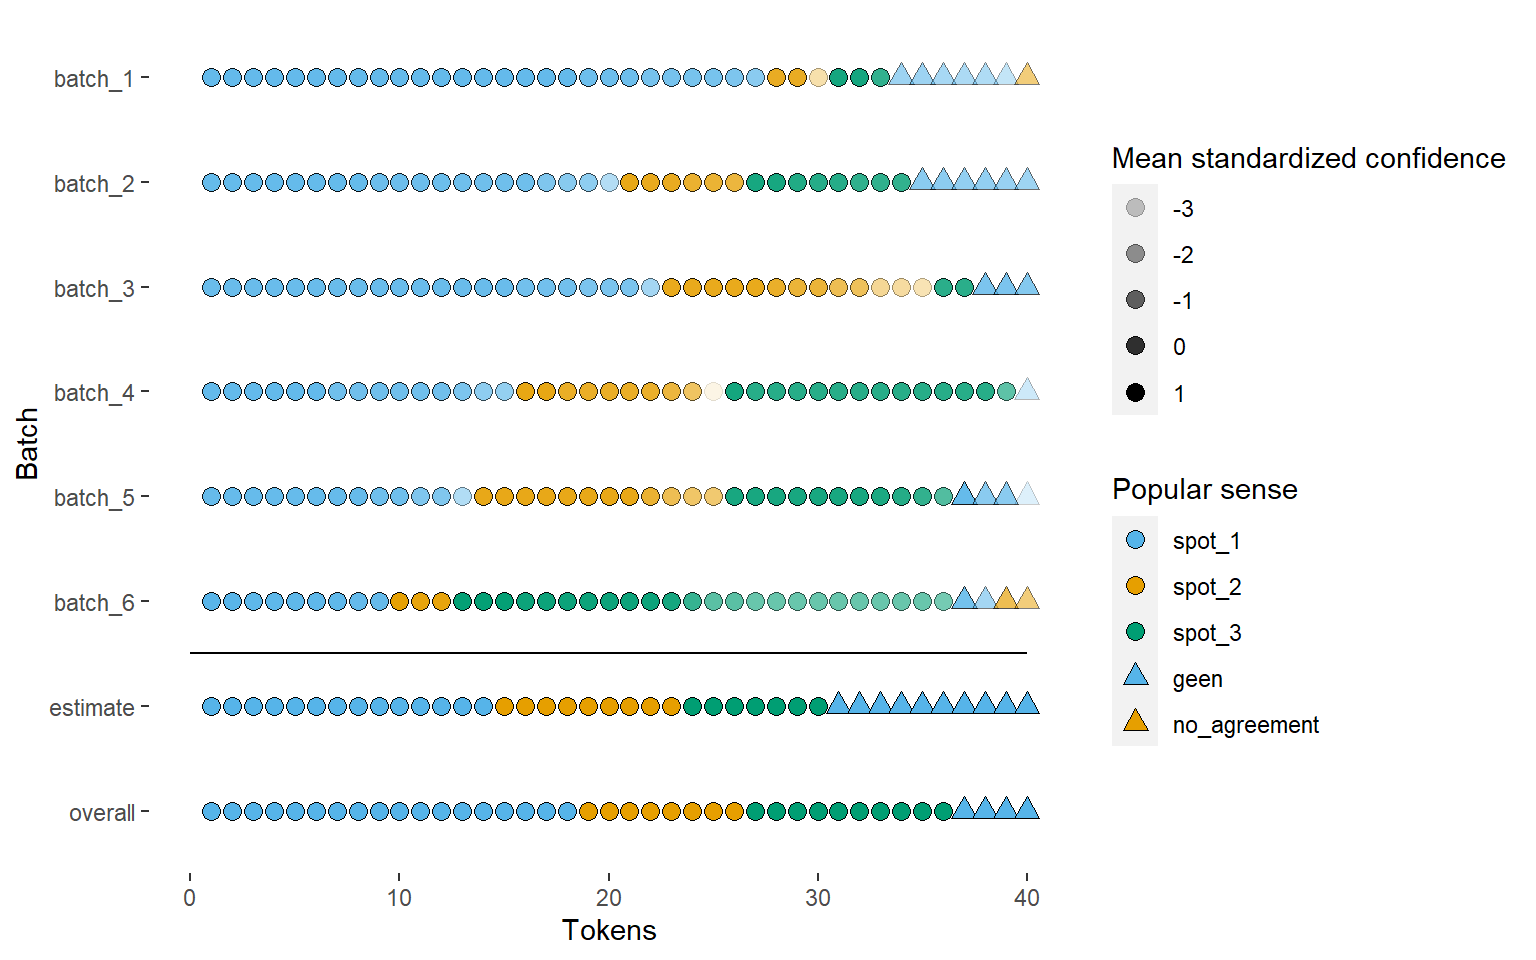 batch_1
batch_2
batch_3
batch_4
batch_5
batch_6
estimate
overall
Batch
0 10 20 30 40
Tokens
Mean standardized confidence
-3
-2
-1
0
1
Popular sense
spot_1
spot_2
spot_3
geen
no_agreement